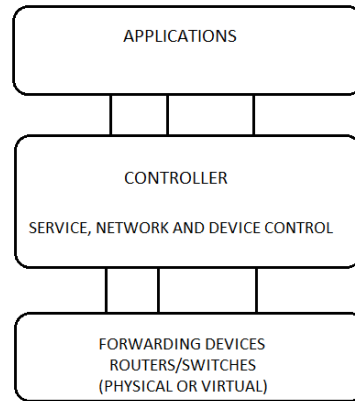 APPLICATIONS
CONTROLLER
SERVICE, NETWORK AND DEVICE CONTROL
FORWARDING DEVICES
ROUTERS/SWITCHES
(PHYSICAL OR VIRTUAL)